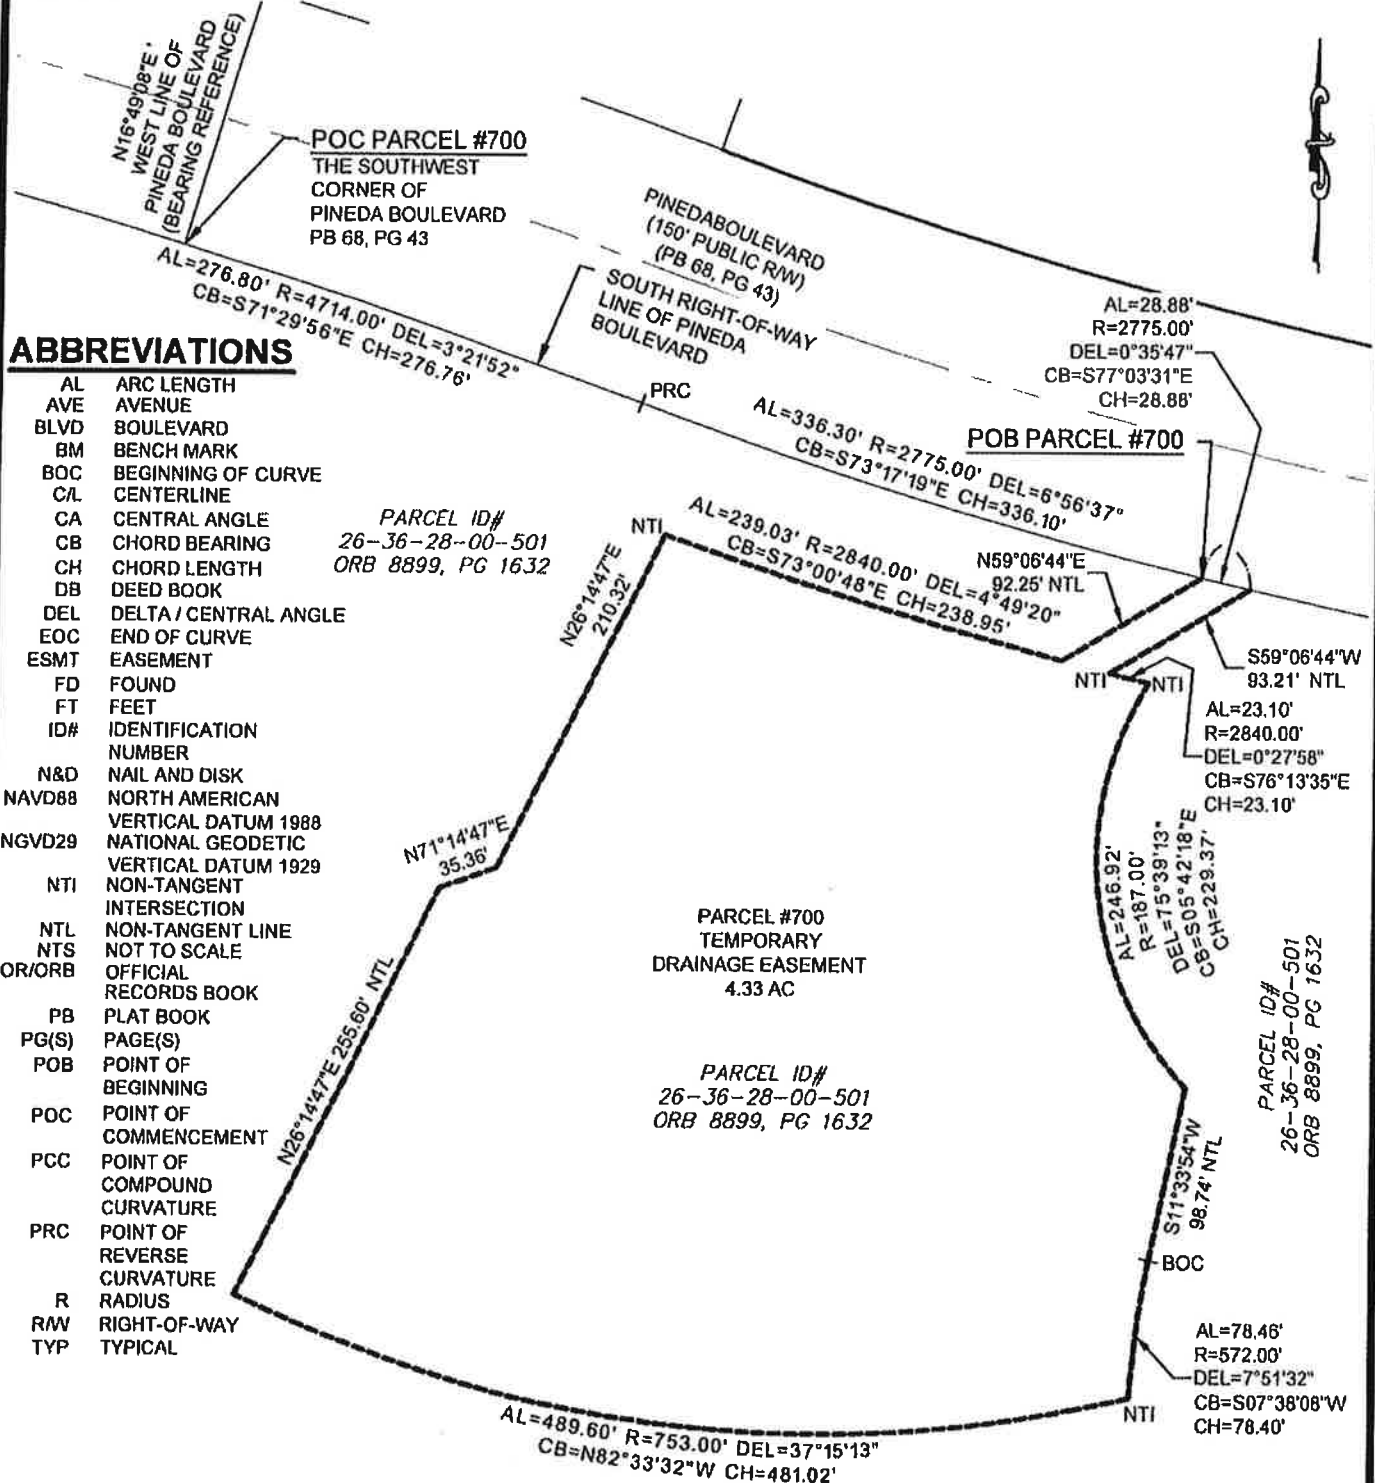 N16°49'08"E
WEST LINE OF
PINEDA BOULEVARD
(BEARING REFERENCE)
POC PARCEL #700
THE SOUTHWEST
CORNER OF
PINEDA BOULEVARD
PB 68, PG 43
AL=276.80' R=4714.00' DEL=3°21'52"
CB=S71°29'56"E CH=276.76'
PINEDABOULEVARD
(150' PUBLIC R/W)
(PB 68, PG 43)
SOUTH RIGHT-OF-WAY
LINE OF PINEDA
BOULEVARD
PRC
AL=28.88'
R=2775.00'
DEL=0°35'47"
CB=S77°03'31"E
CH=28.88'
AL=336.30' R=2775.00' DEL=6°56'37"
CB=S73°17'19"E CH=336.10'
POB PARCEL #700
ABBREVIATIONS
AL ARC LENGTH
AVE AVENUE
BLVD BOULEVARD
BM BENCH MARK
BOC BEGINNING OF CURVE
C/L CENTERLINE
CA CENTRAL ANGLE
CB CHORD BEARING
CH CHORD LENGTH
DB DEED BOOK
DEL DELTA / CENTRAL ANGLE
EOC END OF CURVE
ESMT EASEMENT
FD FOUND
FT FEET
ID# IDENTIFICATION
NUMBER
N&D NAIL AND DISK
NAVD88 NORTH AMERICAN
VERTICAL DATUM 1988
NGVD29 NATIONAL GEODETIC
VERTICAL DATUM 1929
NTI NON-TANGENT
INTERSECTION
NTL NON-TANGENT LINE
NTS NOT TO SCALE
OR/ORB OFFICIAL
RECORDS BOOK
PB PLAT BOOK
PG(S) PAGE(S)
POB POINT OF
BEGINNING
POC POINT OF
COMMENCEMENT
PCC POINT OF
COMPOUND
CURVATURE
PRC POINT OF
REVERSE
CURVATURE
R RADIUS
R/W RIGHT-OF-WAY
TYP TYPICAL
PARCEL ID#
26-36-28-00-501
ORB 8899, PG 1632
NTI
AL=239.03' R=2840.00' DEL=4°49'20"
CB=S73°00'48"E CH=238.95'
N59°06'44"E
92.25' NTL
N26°14'47"E
210.32'
S59°06'44"W
93.21' NTL
NTI
NTI
AL=23.10'
R=2840.00'
DEL=0°27'58"
CB=S76°13'35"E
CH=23.10'
N71°14'47"E
35.36'
AL=246.92'
R=187.00'
DEL=75°39'13"
CB=S05°42'18"E
CH=229.37'
PARCEL #700
TEMPORARY
DRAINAGE EASEMENT
4.33 AC
PARCEL ID#
26-36-28-00-501
ORB 8899, PG 1632
PARCEL ID#
26-36-28-00-501
ORB 8899, PG 1632
N26°14'47"E 255.60' NTL
S11°33'54"W
98.74' NTL
BOC
AL=78.46'
R=572.00'
DEL=7°51'32"
CB=S07°38'08"W
CH=78.40'
NTI
AL=489.60' R=753.00' DEL=37°15'13"
CB=N82°33'32"W CH=481.02'